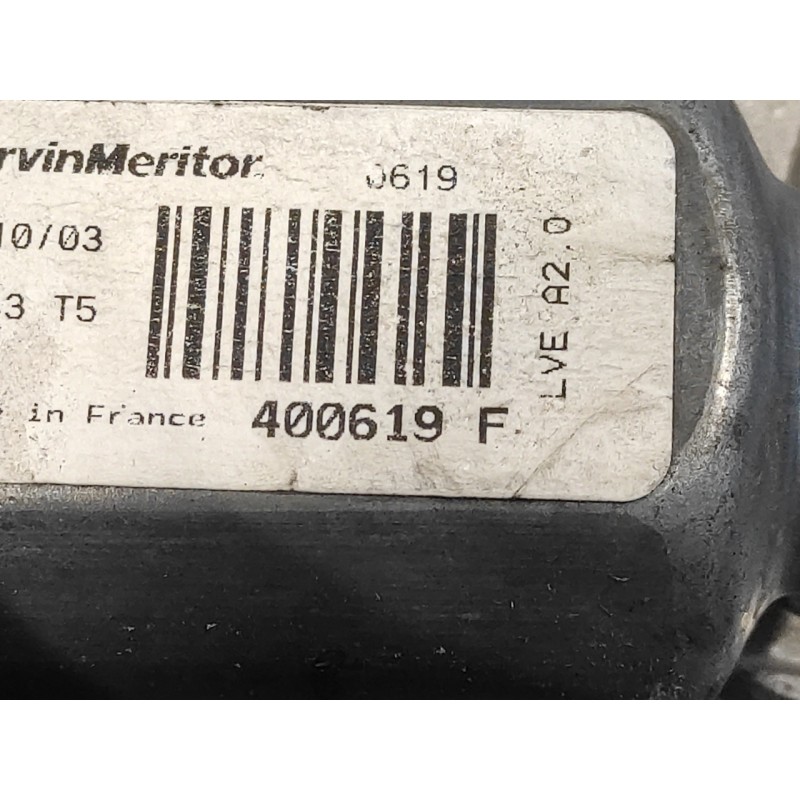 rvinMeritor 0619
10/03
3 T5
in France 400619 F
LVE A2.0